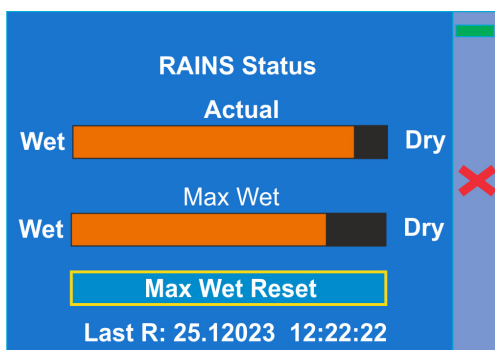 RAINS Status
Actual
Wet Dry
Max Wet
Wet Dry
Max Wet Reset
Last R: 25.12023 12:22:22